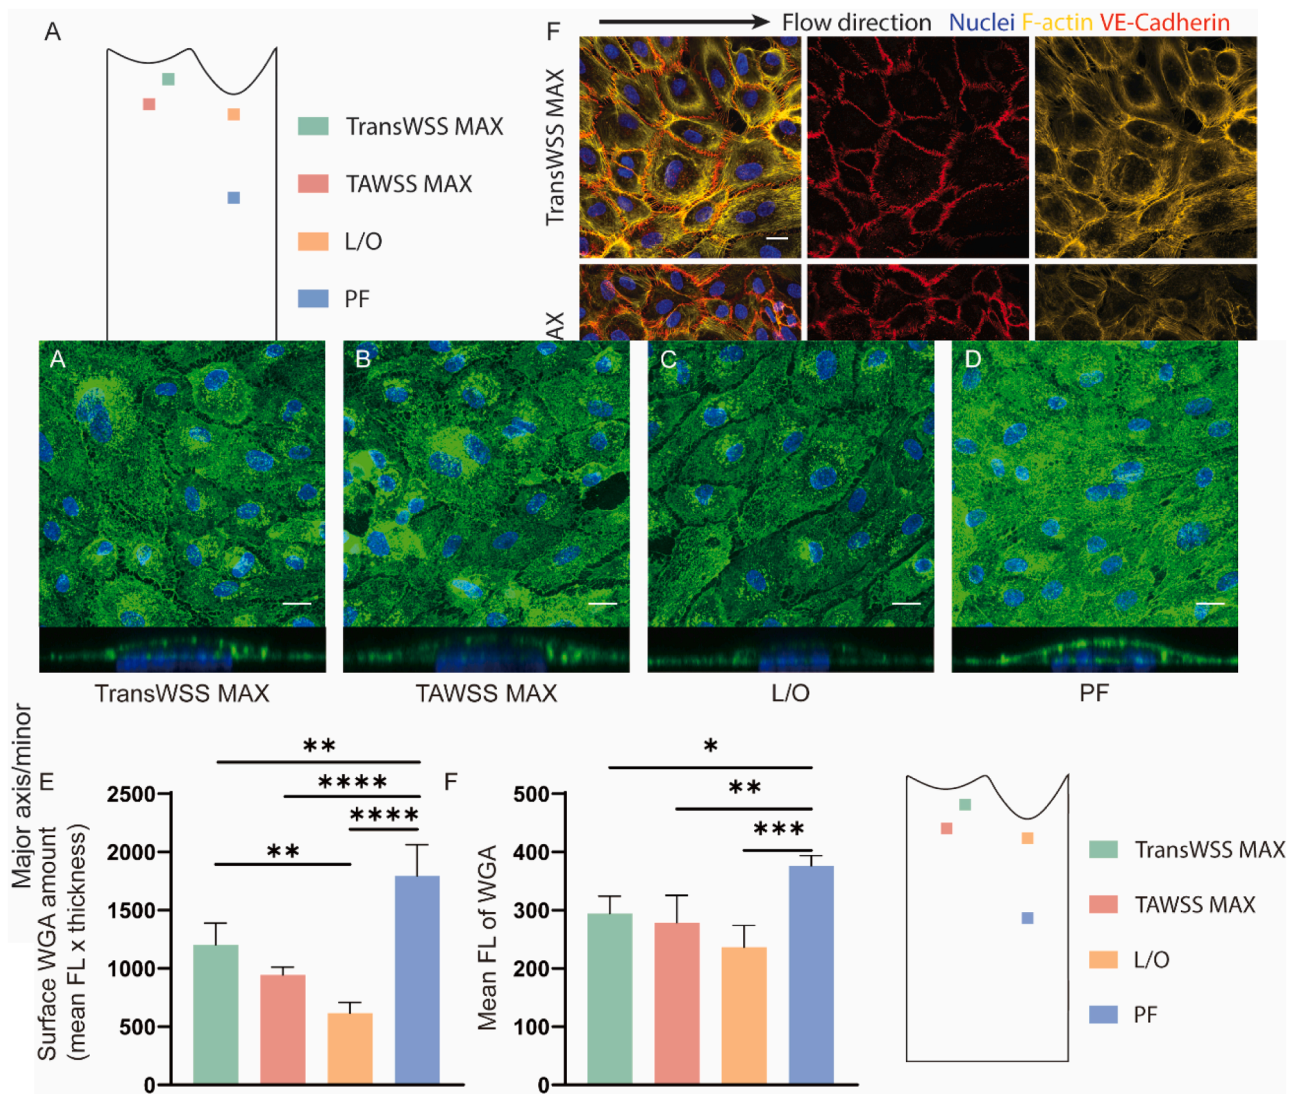 A
F
Flow direction Nuclei F-actin VE-Cadherin
TransWSS MAX
TransWSS MAX
TAWSS MAX
L/O
PF
AX
A
B
C
D
TransWSS MAX
TAWSS MAX
L/O
PF
Major axis/minor
E
**
****
****
**
2500
2000
1500
1000
500
0
Surface WGA amount
(mean FL x thickness)
F
*
**
***
500
400
300
200
100
0
Mean FL of WGA
TransWSS MAX
TAWSS MAX
L/O
PF